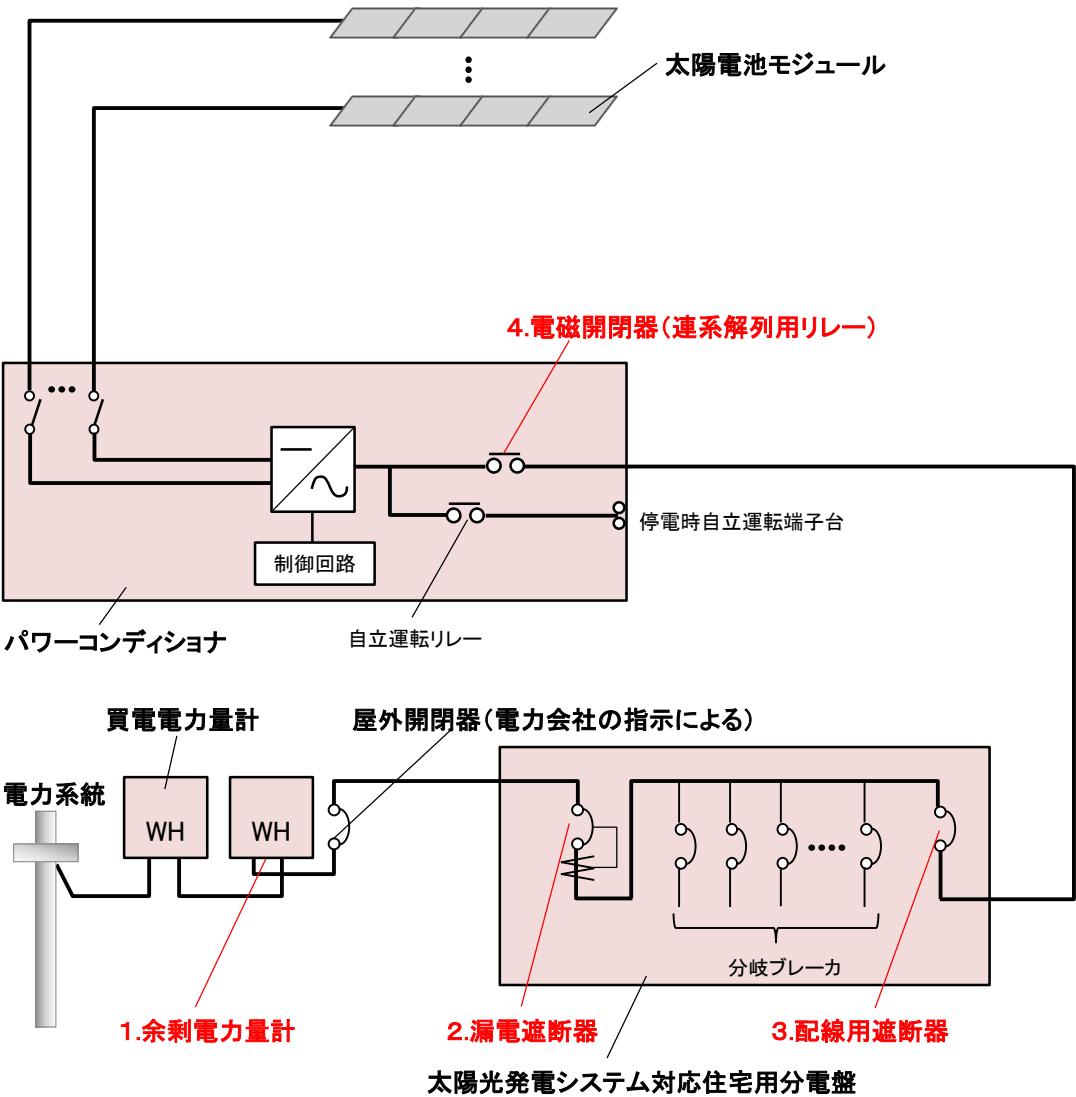 太陽電池モジュール
4.電磁開閉器(連系解列用リレー)
停電時自立運転端子台
制御回路
パワーコンディショナ
自立運転リレー
買電電力量計
屋外開閉器(電力会社の指示による)
電力系統
WH
WH
分岐ブレーカ
1.余剰電力量計
2.漏電遮断器
3.配線用遮断器
太陽光発電システム対応住宅用分電盤